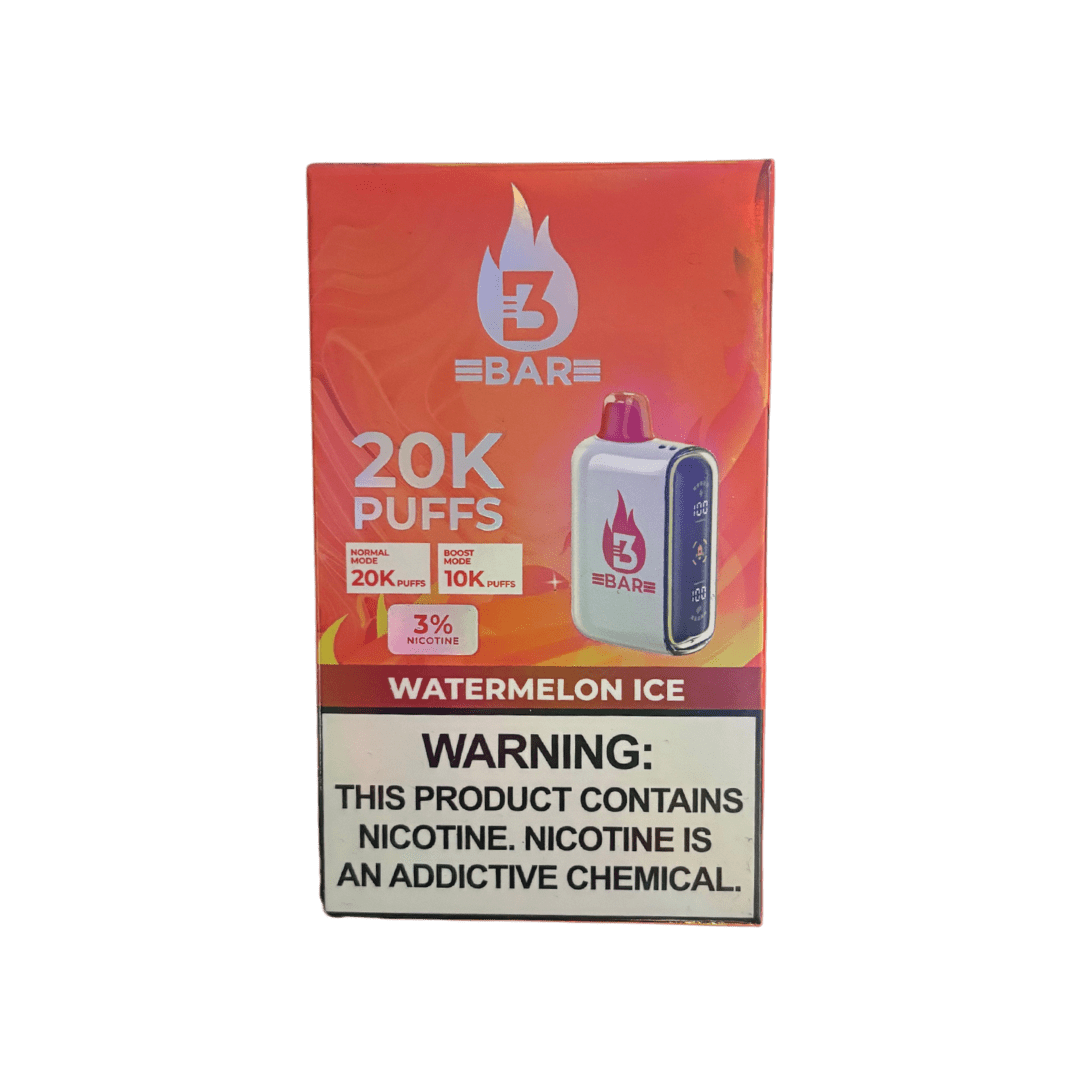 B
BAR
20K
PUFFS
NORMAL
MODE
20K PUFFS
BOOST
MODE
10K PUFFS
3%
NICOTINE
B
BAR
WATERMELON ICE
WARNING:
THIS PRODUCT CONTAINS
NICOTINE. NICOTINE IS
AN ADDICTIVE CHEMICAL.